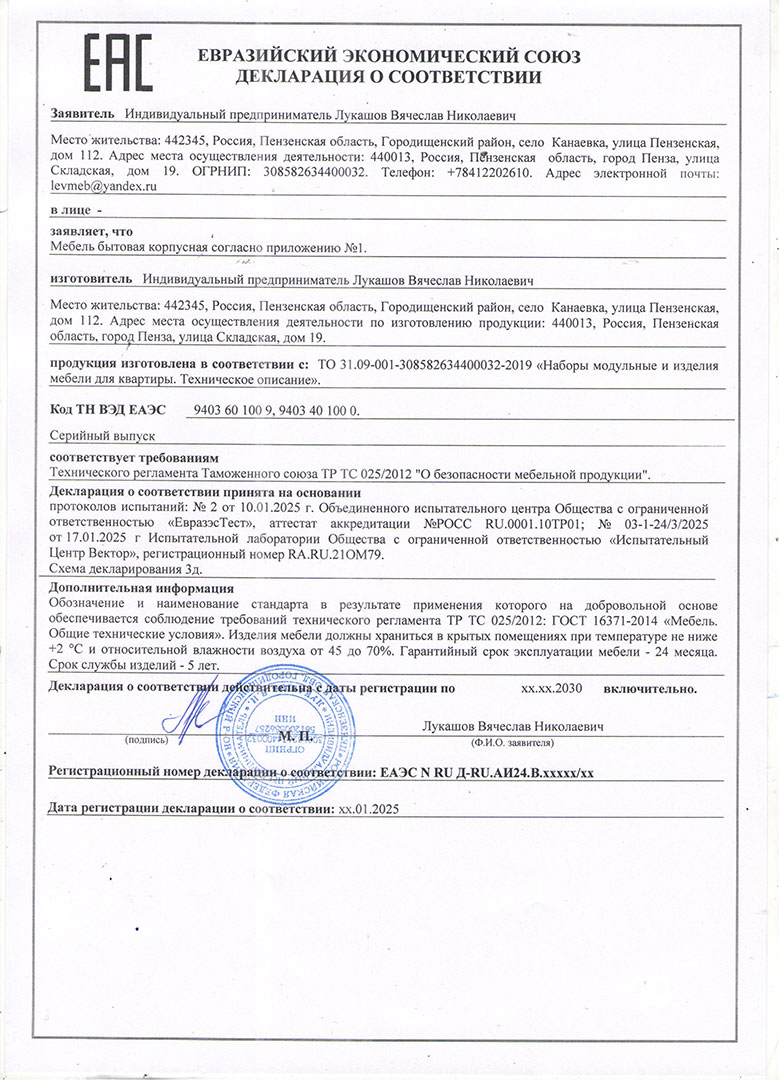 ЕАС
ЕВРАЗИЙСКИЙ ЭКОНОМИЧЕСКИЙ СОЮЗ
ДЕКЛАРАЦИЯ О СООТВЕТСТВИИ
Заявитель Индивидуальный предприниматель Лукашов Вячеслав Николаевич
Место жительства: 442345, Россия, Пензенская область, Городищенский район, село Канаевка, улица Пензенская,
дом 112. Адрес места осуществления деятельности: 440013, Россия, Пензенская область, город Пенза, улица
Складская, дом 19. ОГРНИП: 308582634400032. Телефон: +78412202610. Адрес электронной почты:
levmeb@yandex.ru
в лице -
заявляет, что
Мебель бытовая корпусная согласно приложению №1.
изготовитель Индивидуальный предприниматель Лукашов Вячеслав Николаевич
Место жительства: 442345, Россия, Пензенская область, Городищенский район, село Канаевка, улица Пензенская,
дом 112. Адрес места осуществления деятельности по изготовлению продукции: 440013, Россия, Пензенская
область, город Пенза, улица Складская, дом 19.
продукция изготовлена в соответствии с: ТО 31.09-001-308582634400032-2019 «Наборы модульные и изделия
мебели для квартиры. Техническое описание».
Код ТН ВЭД ЕАЭС 9403 60 100 9, 9403 40 100 0.
Серийный выпуск
соответствует требованиям
Технического регламента Таможенного союза ТР ТС 025/2012 "О безопасности мебельной продукции".
Декларация о соответствии принята на основании
протоколов испытаний: № 2 от 10.01.2025 г. Объединенного испытательного центра Общества с ограниченной
ответственностью «ЕвразэсТест», аттестат аккредитации №РОСС RU.0001.10ТР01; № 03-1-24/3/2025
от 17.01.2025 г Испытательной лаборатории Общества с ограниченной ответственностью «Испытательный
Центр Вектор», регистрационный номер RA.RU.21ОМ79.
Схема декларирования 3д.
Дополнительная информация
Обозначение и наименование стандарта в результате применения которого на добровольной основе
обеспечивается соблюдение требований технического регламента ТР ТС 025/2012: ГОСТ 16371-2014 «Мебель.
Общие технические условия». Изделия мебели должны храниться в крытых помещениях при температуре не ниже
+2 °С и относительной влажности воздуха от 45 до 70%. Гарантийный срок эксплуатации мебели - 24 месяца.
Срок службы изделий - 5 лет.
Декларация о соответствии действительна с даты регистрации по xx.xx.2030 включительно.
Лукашов Вячеслав Николаевич
(подпись) М. П. (Ф.И.О. заявителя)
Регистрационный номер декларации о соответствии: ЕАЭС N RU Д-RU.АИ24.В.xxxxx/xx
Дата регистрации декларации о соответствии: xx.01.2025